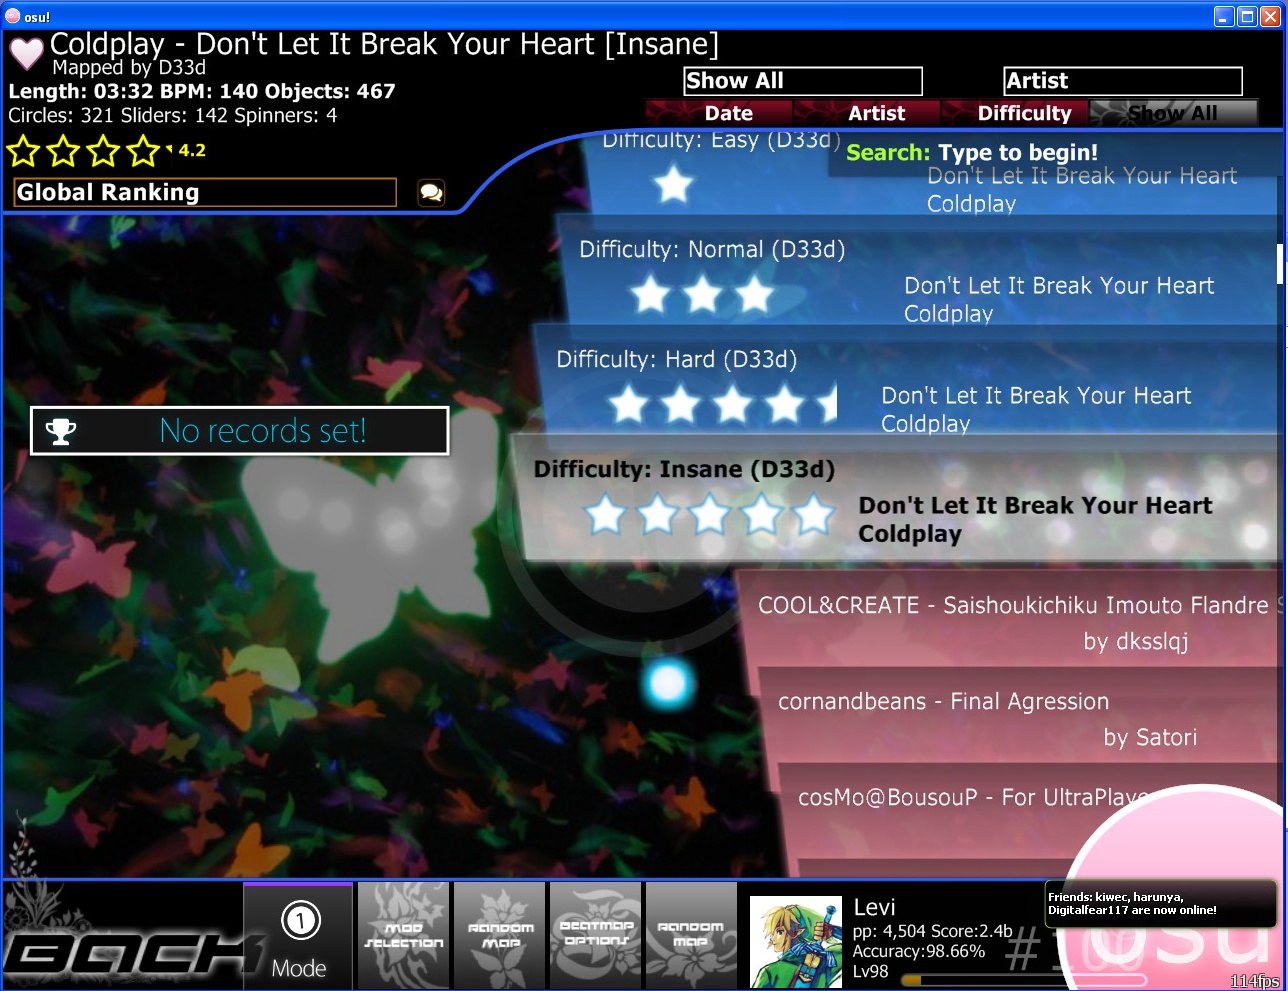 osu!
Coldplay - Don't Let It Break Your Heart [Insane]
Mapped by D33d
Length: 03:32 BPM: 140 Objects: 467
Circles: 321 Sliders: 142 Spinners: 4
4.2
Global Ranking
Show All
Artist
Date
Artist
Difficulty
Show All
Search: Type to begin!
Difficulty: Easy (D33d)
Don't Let It Break Your Heart
Coldplay
Difficulty: Normal (D33d)
Don't Let It Break Your Heart
Coldplay
Difficulty: Hard (D33d)
Don't Let It Break Your Heart
Coldplay
No records set!
Difficulty: Insane (D33d)
Don't Let It Break Your Heart
Coldplay
COOL&CREATE - Saishoukichiku Imouto Flandre S
by dksslqj
cornandbeans - Final Agression
by Satori
cosMo@BousouP - For UltraPlaye
BACK
1
Mode
MOD
SELECTION
RANDOM
MAP
BEATMAP
OPTIONS
RANDOM
MAP
Levi
pp: 4,504 Score:2.4b
Accuracy:98.66%
Lv98
Friends: kiwec, harunya,
Digitalfear117 are now online!
osu
114fps